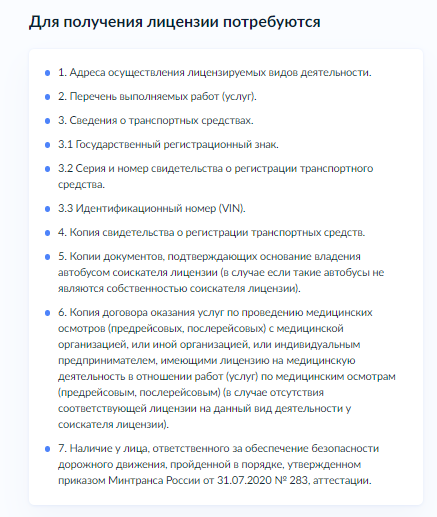 Для получения лицензии потребуются
1. Адреса осуществления лицензируемых видов деятельности.
2. Перечень выполняемых работ (услуг).
3. Сведения о транспортных средствах.
3.1 Государственный регистрационный знак.
3.2 Серия и номер свидетельства о регистрации транспортного
средства.
3.3 Идентификационный номер (VIN).
4. Копия свидетельства о регистрации транспортных средств.
5. Копии документов, подтверждающих основание владения
автобусом соискателя лицензии (в случае если такие автобусы не
являются собственностью соискателя лицензии).
6. Копия договора оказания услуг по проведению медицинских
осмотров (предрейсовых, послерейсовых) с медицинской
организацией, или иной организацией, или индивидуальным
предпринимателем, имеющими лицензию на медицинскую
деятельность в отношении работ (услуг) по медицинским осмотрам
(предрейсовым, послерейсовым) (в случае отсутствия
соответствующей лицензии на данный вид деятельности у
соискателя лицензии).
7. Наличие у лица, ответственного за обеспечение безопасности
дорожного движения, пройденной в порядке, утвержденном
приказом Минтранса России от 31.07.2020 № 283, аттестации.